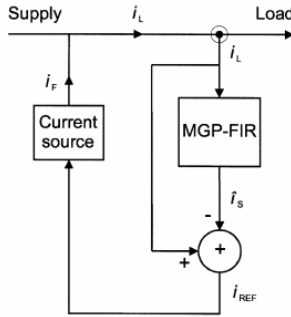 Supply
i_L
Load
i_L
i_F
Current
source
MGP-FIR
î_S
-
+
+
i_REF